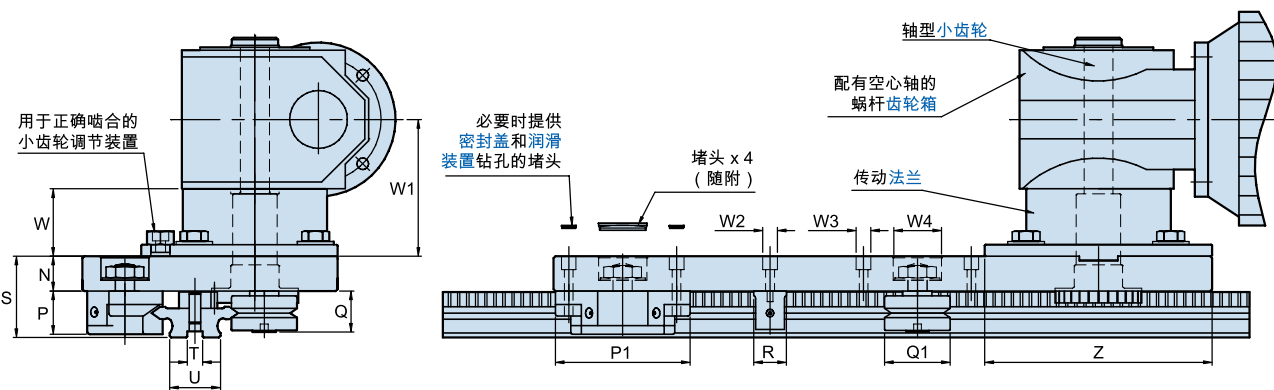 轴型小齿轮
配有空心轴的
蜗杆齿轮箱
用于正确啮合的
小齿轮调节装置
必要时提供
密封盖和润滑
装置钻孔的堵头
堵头 x 4
（随附）
传动法兰
W1
W
W2
W3
W4
N
S
P
Q
T
U
P1
R
Q1
Z